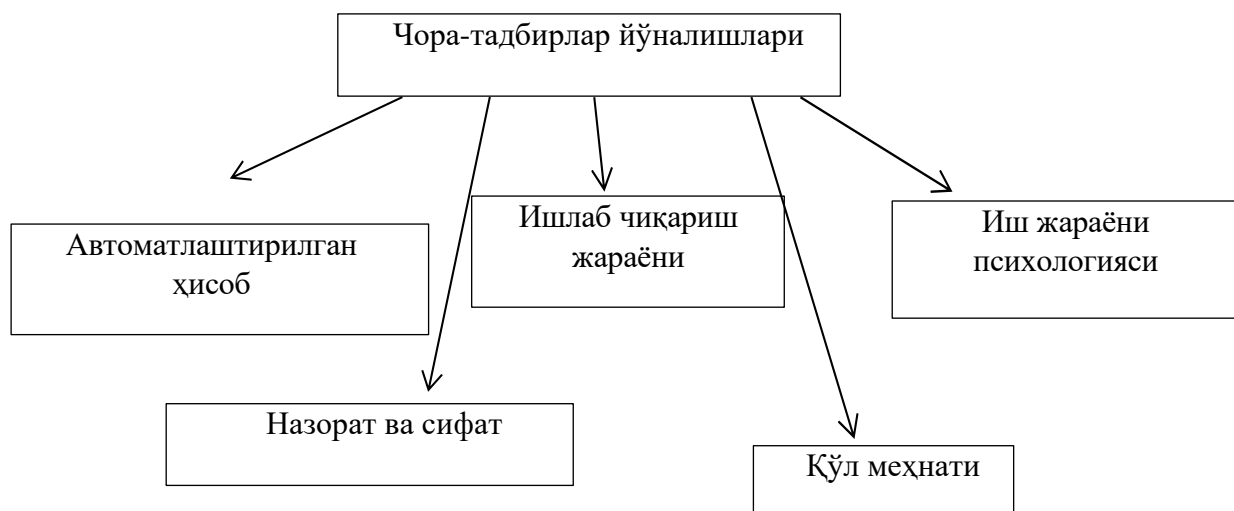 Чора-тадбирлар йўналишлари
Автоматлаштирилган
ҳисоб
Ишлаб чиқариш
жараёни
Иш жараёни
психологияси
Назорат ва сифат
Қўл меҳнати